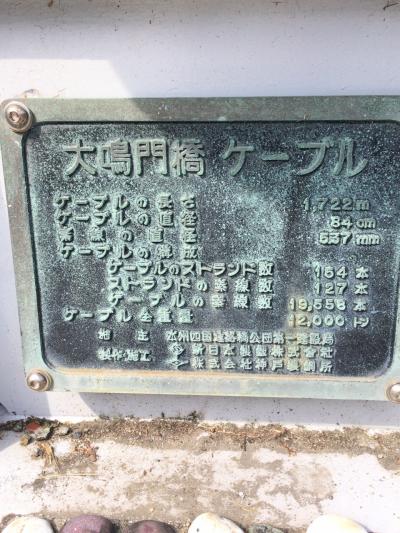 大鳴門橋 ケーブル
ケーブルの長さ 1,722m
ケーブルの直径 84cm
素線の直径 5.37mm
ケーブルの構成
ケーブルのストランド数 154本
ストランドの素線数 127本
ケーブルの素線数 19,558本
ケーブル全重量 12,000トン
施主 本州四国連絡橋公団第一建設局
製作・施工 新日本製鐵株式会社
株式会社神戸製鋼所